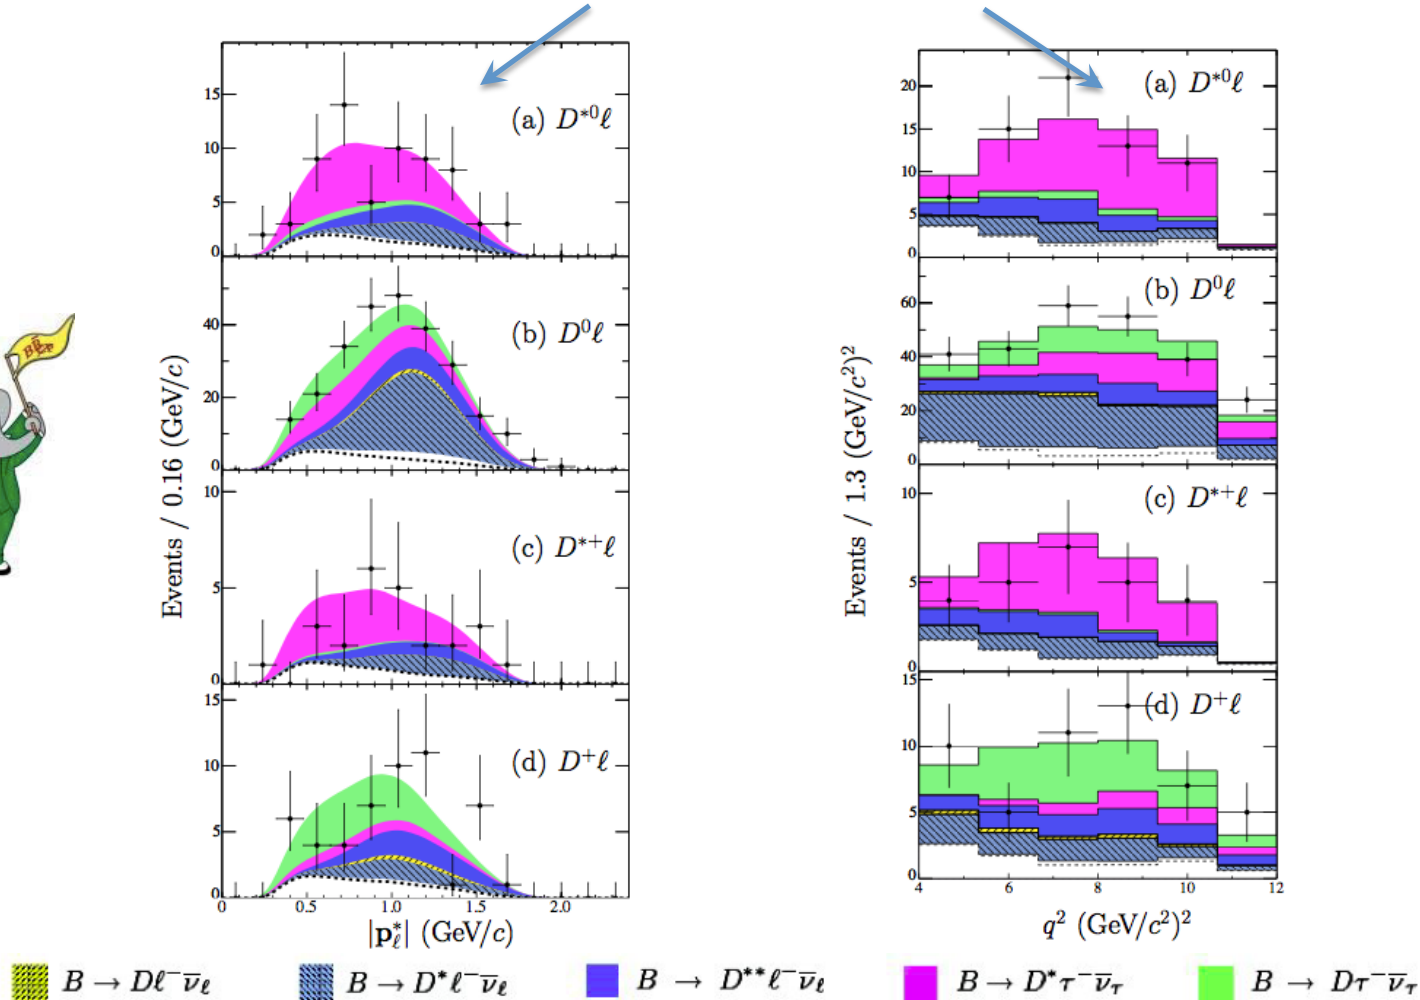 (a) D*⁰ℓ
15
10
5
0
(b) D⁰ℓ
40
20
0
(c) D*⁺ℓ
10
5
0
(d) D⁺ℓ
15
10
5
0
0 0.5 1.0 1.5 2.0
|p*ℓ| (GeV/c)
Events / 0.16 (GeV/c)
(a) D*⁰ℓ
20
15
10
5
0
(b) D⁰ℓ
60
40
20
0
(c) D*⁺ℓ
10
5
0
(d) D⁺ℓ
15
10
5
0
4 6 8 10 12
q² (GeV/c²)²
Events / 1.3 (GeV/c²)²
B → Dℓ⁻ν̅ℓ
B → D*ℓ⁻ν̅ℓ
B → D**ℓ⁻ν̅ℓ
B → D*τ⁻ν̅τ
B → Dτ⁻ν̅τ